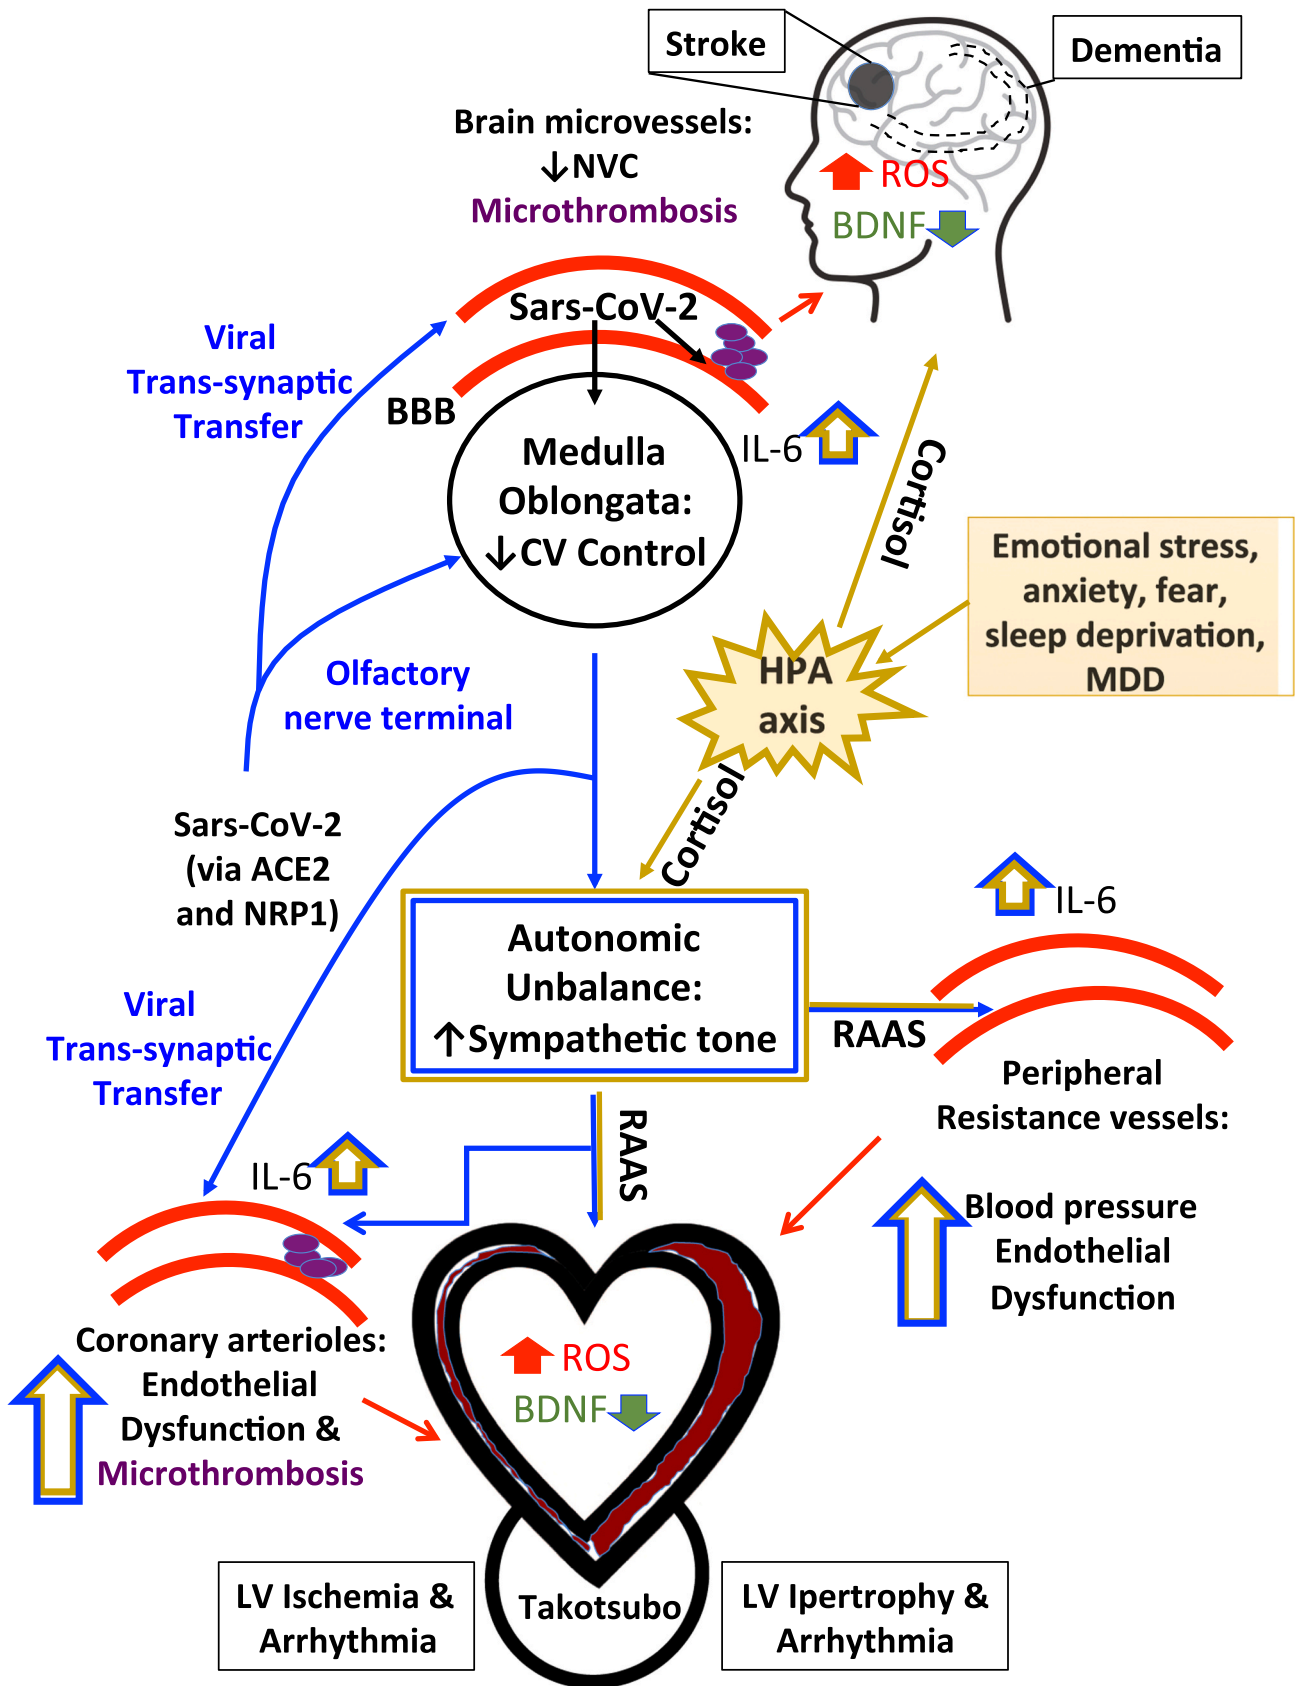 Stroke
Dementia
Brain microvessels:
↓NVC
Microthrombosis
ROS
BDNF
Sars-CoV-2
Viral
Trans-synaptic
Transfer
BBB
IL-6
Medulla
Oblongata:
↓CV Control
Cortisol
Emotional stress,
anxiety, fear,
sleep deprivation,
MDD
HPA
axis
Olfactory
nerve terminal
Cortisol
Sars-CoV-2
(via ACE2
and NRP1)
IL-6
Autonomic
Unbalance:
↑Sympathetic tone
RAAS
Viral
Trans-synaptic
Transfer
Peripheral
Resistance vessels:
RAAS
IL-6
Blood pressure
Endothelial
Dysfunction
Coronary arterioles:
Endothelial
Dysfunction &
Microthrombosis
ROS
BDNF
LV Ischemia &
Arrhythmia
Takotsubo
LV Ipertrophy &
Arrhythmia